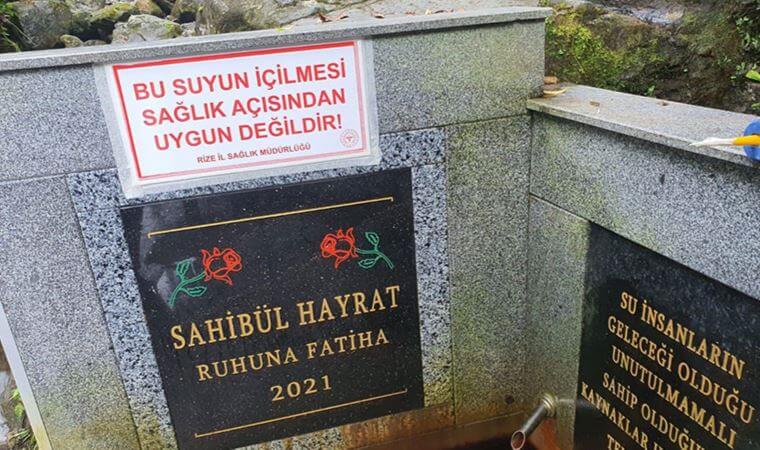 BU SUYUN İÇİLMESİ
SAĞLIK AÇISINDAN
UYGUN DEĞİLDİR!
RİZE İL SAĞLIK MÜDÜRLÜĞÜ
SAHİBÜL HAYRAT
RUHUNA FATİHA
2021
SU İNSANLARIN
GELECEĞİ OLDUĞU
UNUTULMAMALI
SAHİP OLDUĞU
KAYNAKLAR